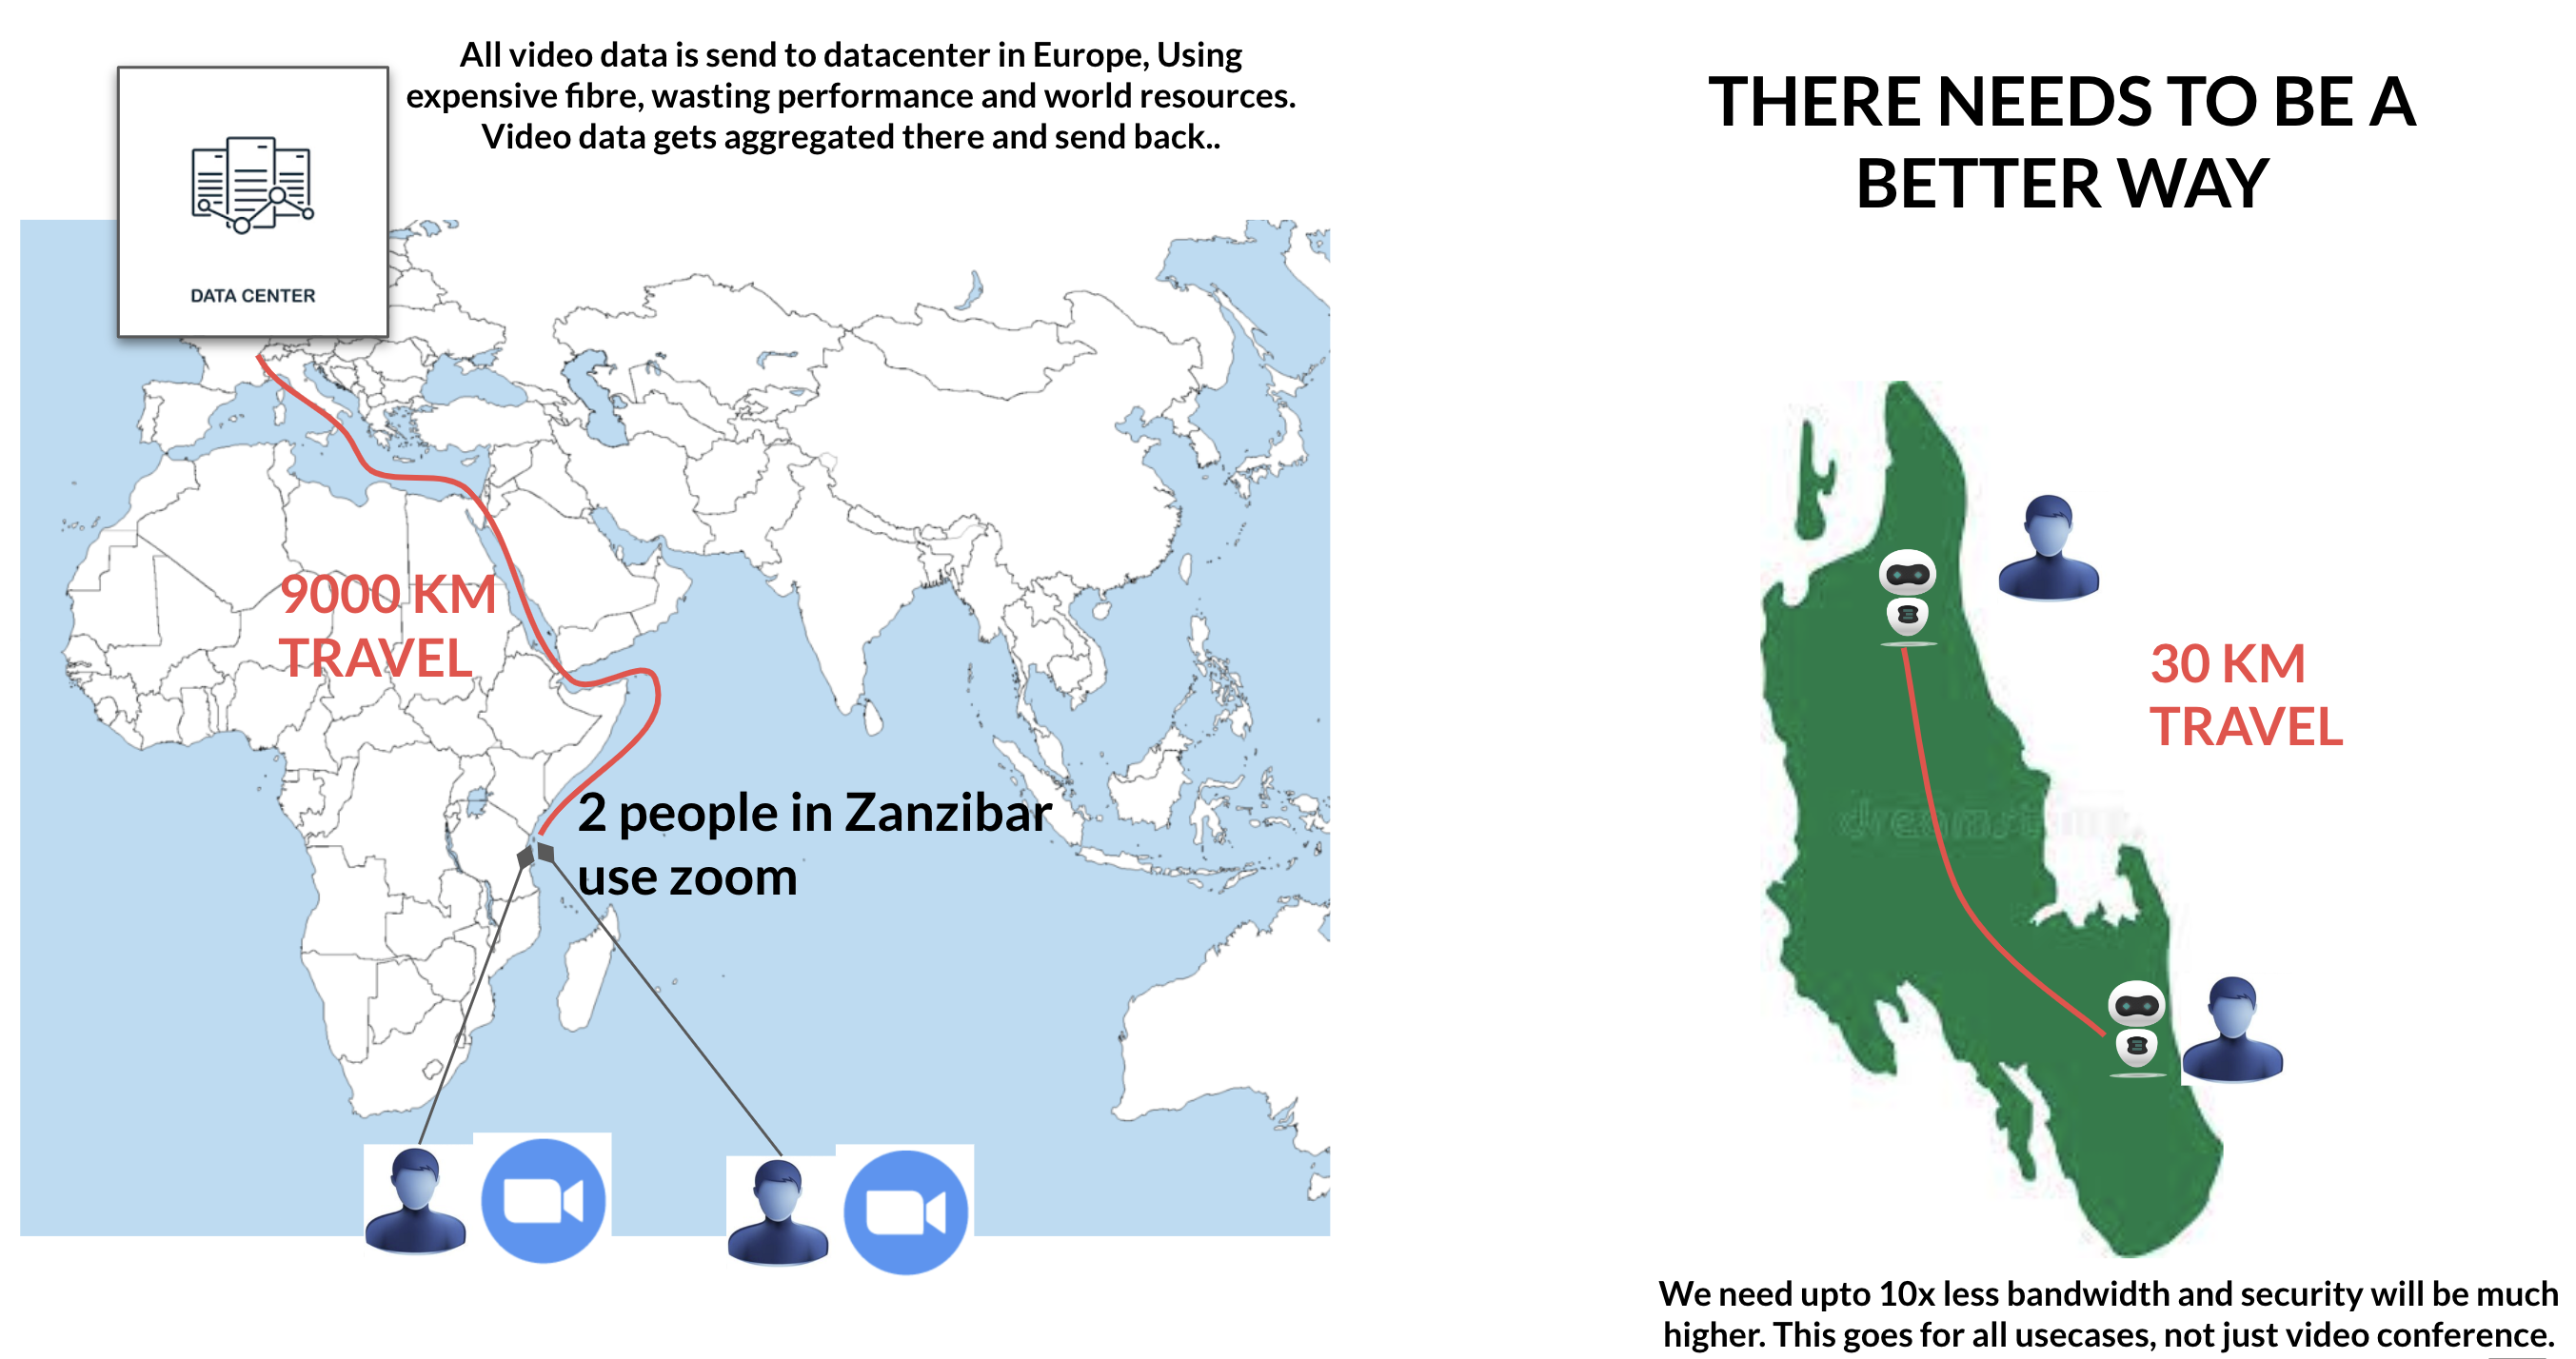 All video data is send to datacenter in Europe, Using
expensive fibre, wasting performance and world resources.
Video data gets aggregated there and send back..
DATA CENTER
9000 KM
TRAVEL
2 people in Zanzibar
use zoom
THERE NEEDS TO BE A
BETTER WAY
30 KM
TRAVEL
dreamstime.
We need upto 10x less bandwidth and security will be much
higher. This goes for all usecases, not just video conference.